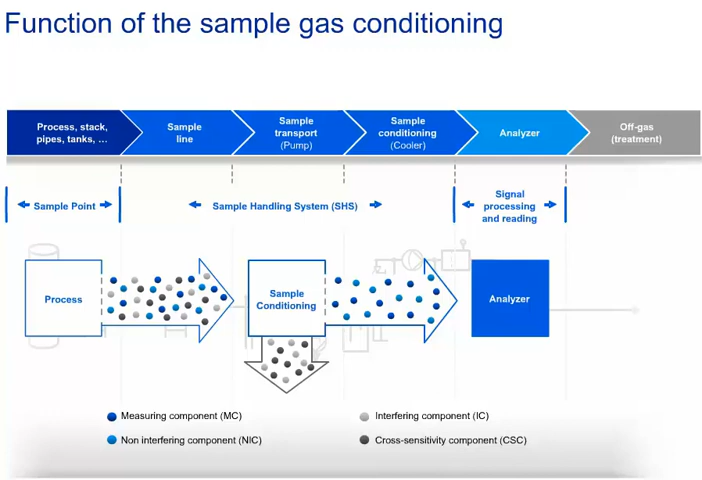 Function of the sample gas conditioning
Process, stack,
pipes, tanks, ...
Sample
line
Sample
transport
(Pump)
Sample
conditioning
(Cooler)
Analyzer
Off-gas
(treatment)
Sample Point
Sample Handling System (SHS)
Signal
processing
and reading
Process
Sample
Conditioning
Analyzer
Measuring component (MC)
Interfering component (IC)
Non interfering component (NIC)
Cross-sensitivity component (CSC)